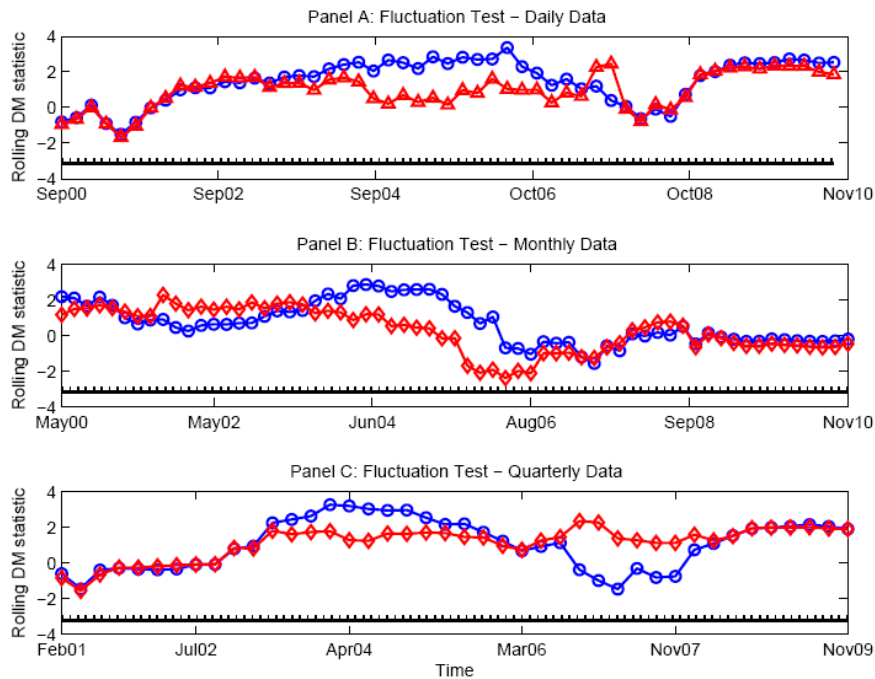 Panel A: Fluctuation Test − Daily Data
Rolling DM statistic
4
2
0
−2
−4
Sep00 Sep02 Sep04 Oct06 Oct08 Nov10
Panel B: Fluctuation Test − Monthly Data
Rolling DM statistic
4
2
0
−2
−4
May00 May02 Jun04 Aug06 Sep08 Nov10
Panel C: Fluctuation Test − Quarterly Data
Rolling DM statistic
4
2
0
−2
−4
Feb01 Jul02 Apr04 Mar06 Nov07 Nov09
Time